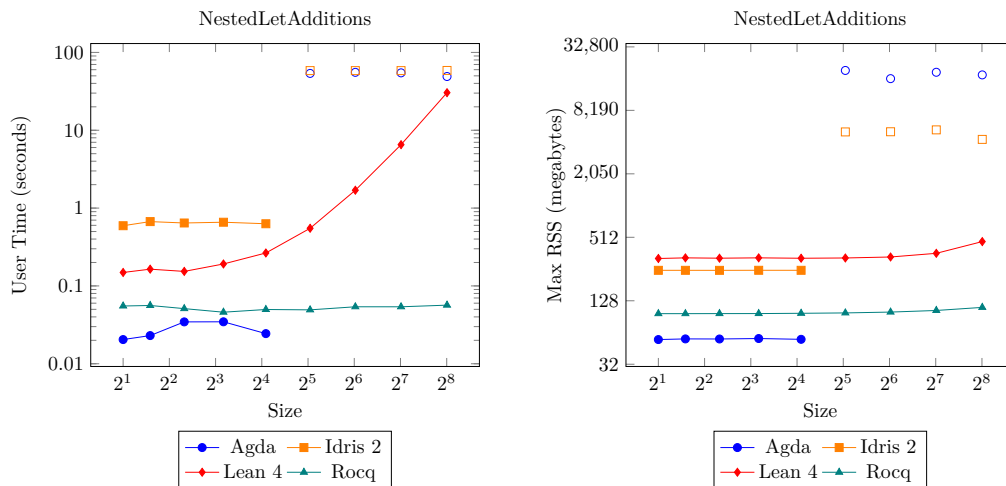 NestedLetAdditions
100
10
1
0.1
0.01
User Time (seconds)
2^1 2^2 2^3 2^4 2^5 2^6 2^7 2^8
Size
Agda Idris 2
Lean 4 Rocq
NestedLetAdditions
32,800
8,190
2,050
512
128
32
Max RSS (megabytes)
2^1 2^2 2^3 2^4 2^5 2^6 2^7 2^8
Size
Agda Idris 2
Lean 4 Rocq